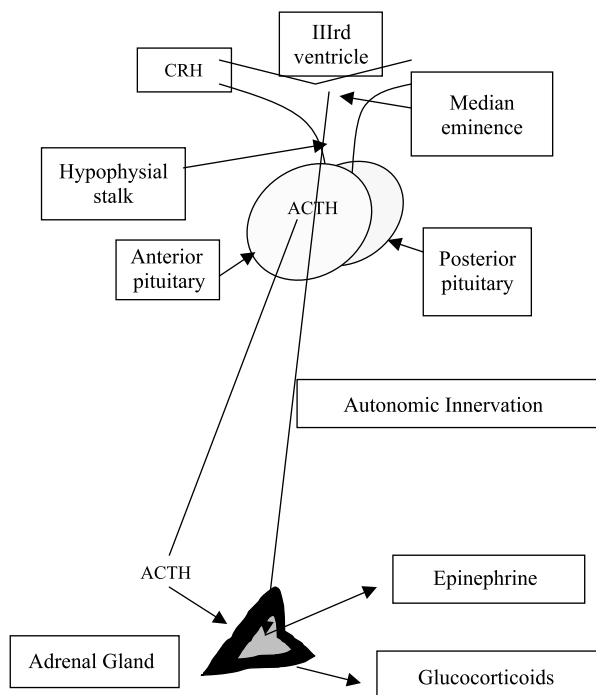 IIIrd
ventricle
CRH
Median
eminence
Hypophysial
stalk
ACTH
Anterior
pituitary
Posterior
pituitary
Autonomic Innervation
ACTH
Epinephrine
Adrenal Gland
Glucocorticoids